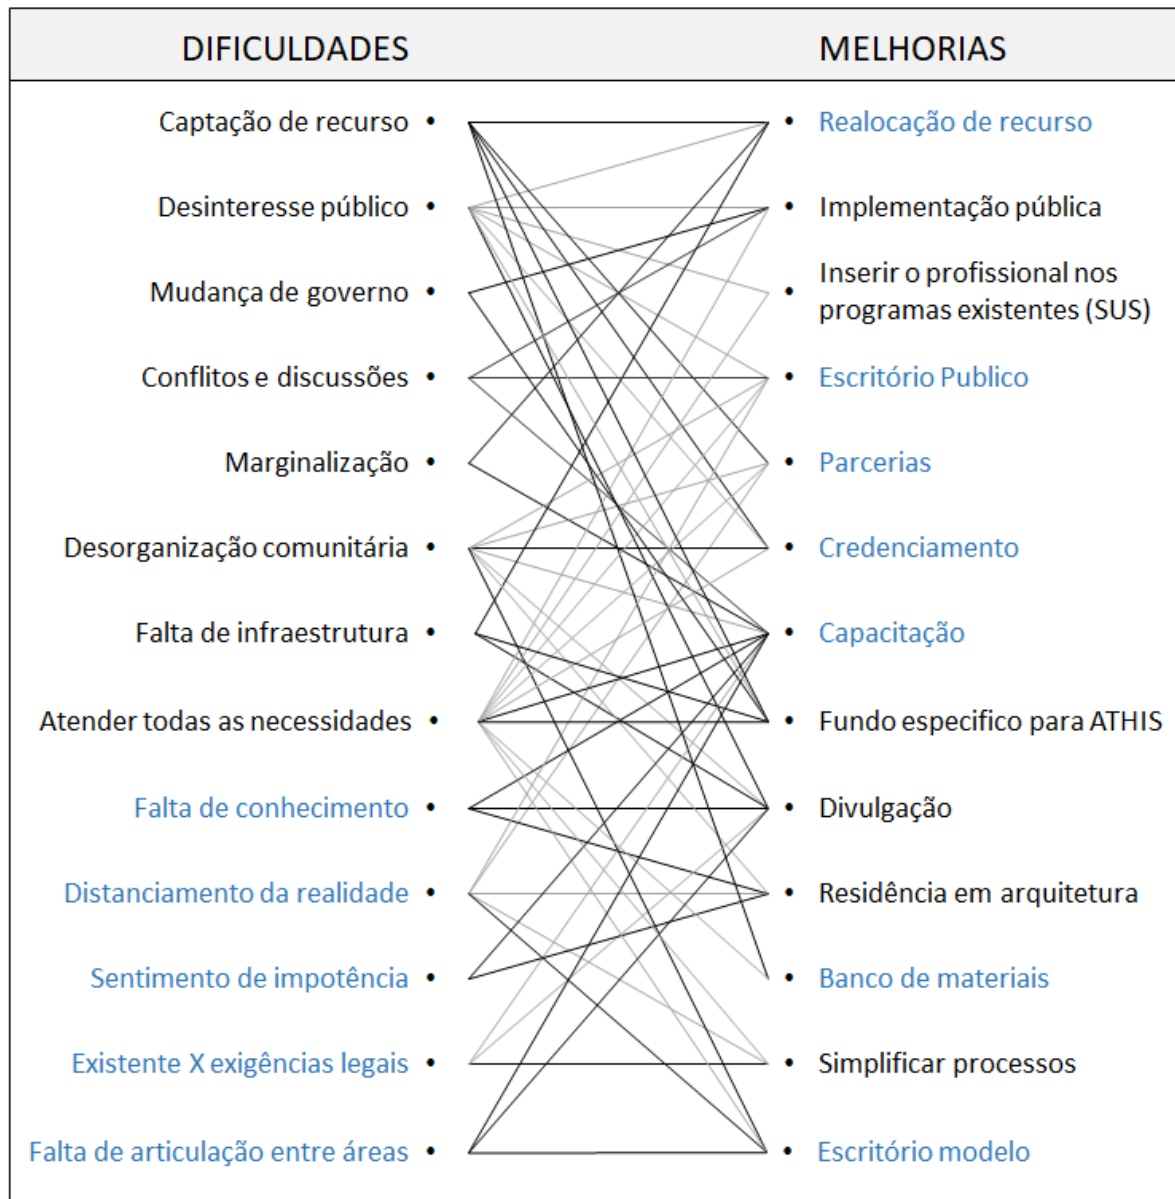 DIFICULDADES MELHORIAS
Captação de recurso • • Realocação de recurso
Desinteresse público • • Implementação pública
Mudança de governo • • Inserir o profissional nos
programas existentes (SUS)
Conflitos e discussões • • Escritório Publico
Marginalização • • Parcerias
Desorganização comunitária • • Credenciamento
Falta de infraestrutura • • Capacitação
Atender todas as necessidades • • Fundo especifico para ATHIS
Falta de conhecimento • • Divulgação
Distanciamento da realidade • • Residência em arquitetura
Sentimento de impotência • • Banco de materiais
Existente X exigências legais • • Simplificar processos
Falta de articulação entre áreas • • Escritório modelo